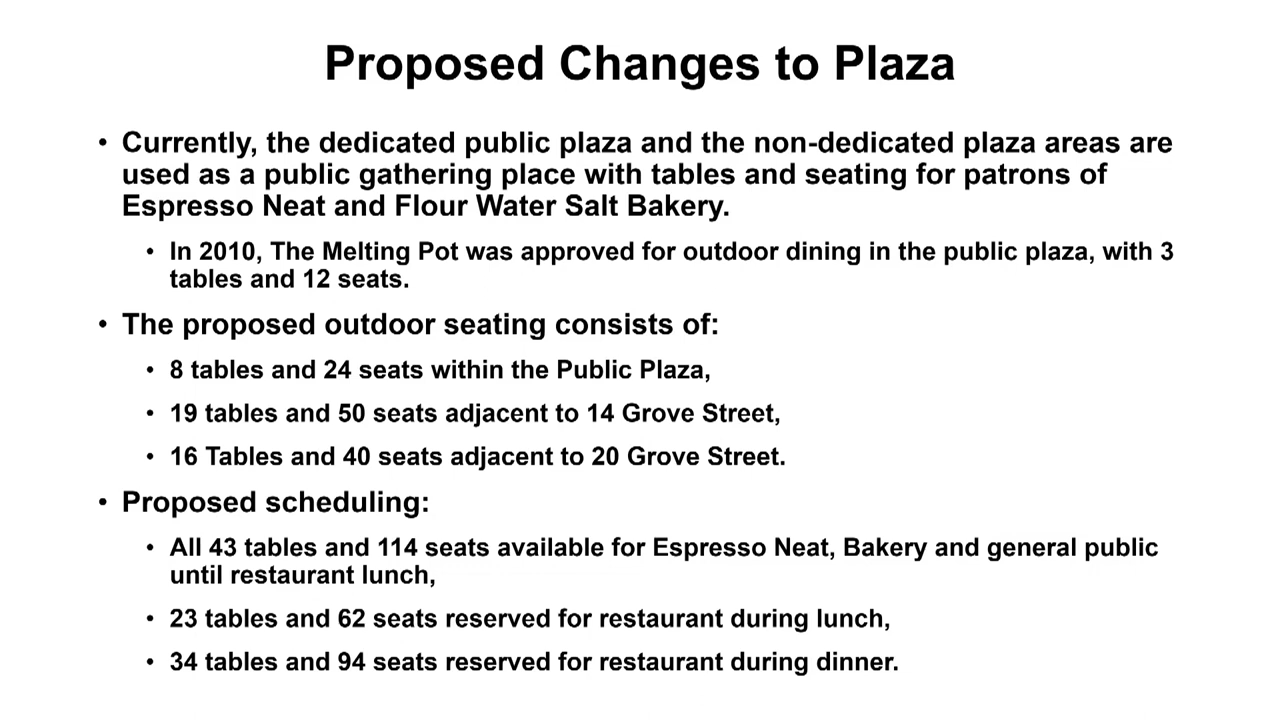 Proposed Changes to Plaza
• Currently, the dedicated public plaza and the non-dedicated plaza areas are
used as a public gathering place with tables and seating for patrons of
Espresso Neat and Flour Water Salt Bakery.
• In 2010, The Melting Pot was approved for outdoor dining in the public plaza, with 3
tables and 12 seats.
• The proposed outdoor seating consists of:
• 8 tables and 24 seats within the Public Plaza,
• 19 tables and 50 seats adjacent to 14 Grove Street,
• 16 Tables and 40 seats adjacent to 20 Grove Street.
• Proposed scheduling:
• All 43 tables and 114 seats available for Espresso Neat, Bakery and general public
until restaurant lunch,
• 23 tables and 62 seats reserved for restaurant during lunch,
• 34 tables and 94 seats reserved for restaurant during dinner.